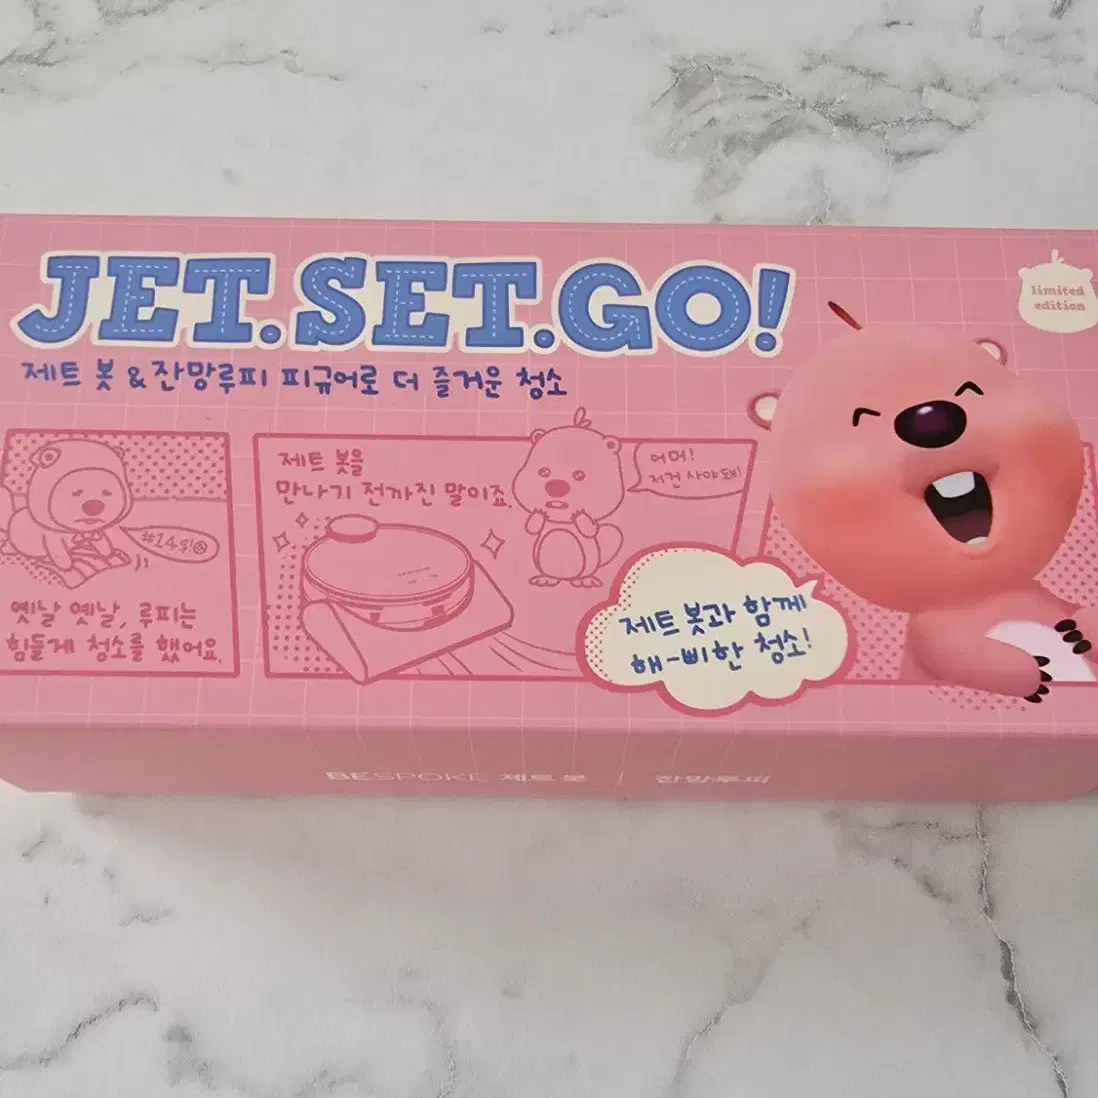 JET.SET.GO!
limited
edition
제트 봇 & 잔망루피 피규어로 더 즐거운 청소
#14$!@
옛날 옛날, 루피는
힘들게 청소를 했어요.
제트 봇을
만나기 전까진 말이죠.
어머!
저건 사야돼!
제트 봇과 함께
해-삐한 청소!
BESPOKE 제트 봇 | 잔망루피